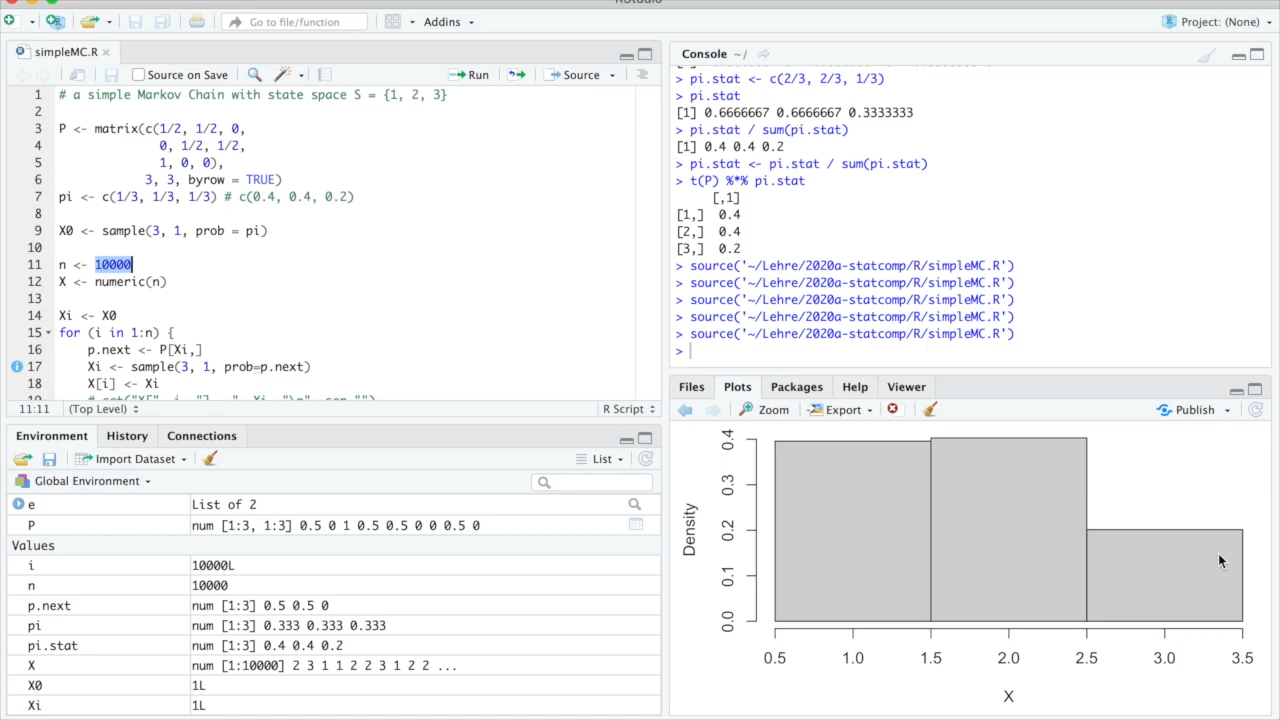 RStudio
Go to file/function
Addins
Project: (None)
simpleMC.R
Source on Save
Run
Source
1 # a simple Markov Chain with state space S = {1, 2, 3}
2
3 P <- matrix(c(1/2, 1/2, 0,
4 0, 1/2, 1/2,
5 1, 0, 0),
6 3, 3, byrow = TRUE)
7 pi <- c(1/3, 1/3, 1/3) # c(0.4, 0.4, 0.2)
8
9 X0 <- sample(3, 1, prob = pi)
10
11 n <- 10000
12 X <- numeric(n)
13
14 Xi <- X0
15 for (i in 1:n) {
16 p.next <- P[Xi,]
17 Xi <- sample(3, 1, prob=p.next)
18 X[i] <- Xi
11:11 (Top Level) R Script
Environment History Connections
Import Dataset List
Global Environment
e List of 2
P num [1:3, 1:3] 0.5 0 1 0.5 0.5 0 0 0.5 0
Values
i 10000L
n 10000
p.next num [1:3] 0.5 0.5 0
pi num [1:3] 0.333 0.333 0.333
pi.stat num [1:3] 0.4 0.4 0.2
X num [1:10000] 2 3 1 1 2 2 3 1 2 2 ...
X0 1L
Xi 1L
Console ~/
> pi.stat <- c(2/3, 2/3, 1/3)
> pi.stat
[1] 0.6666667 0.6666667 0.3333333
> pi.stat / sum(pi.stat)
[1] 0.4 0.4 0.2
> pi.stat <- pi.stat / sum(pi.stat)
> t(P) %*% pi.stat
[,1]
[1,] 0.4
[2,] 0.4
[3,] 0.2
> source('~/Lehre/2020a-statcomp/R/simpleMC.R')
> source('~/Lehre/2020a-statcomp/R/simpleMC.R')
> source('~/Lehre/2020a-statcomp/R/simpleMC.R')
> source('~/Lehre/2020a-statcomp/R/simpleMC.R')
> source('~/Lehre/2020a-statcomp/R/simpleMC.R')
>
Files Plots Packages Help Viewer
Zoom Export Publish
Density
0.4
0.3
0.2
0.1
0.0
0.5 1.0 1.5 2.0 2.5 3.0 3.5
X